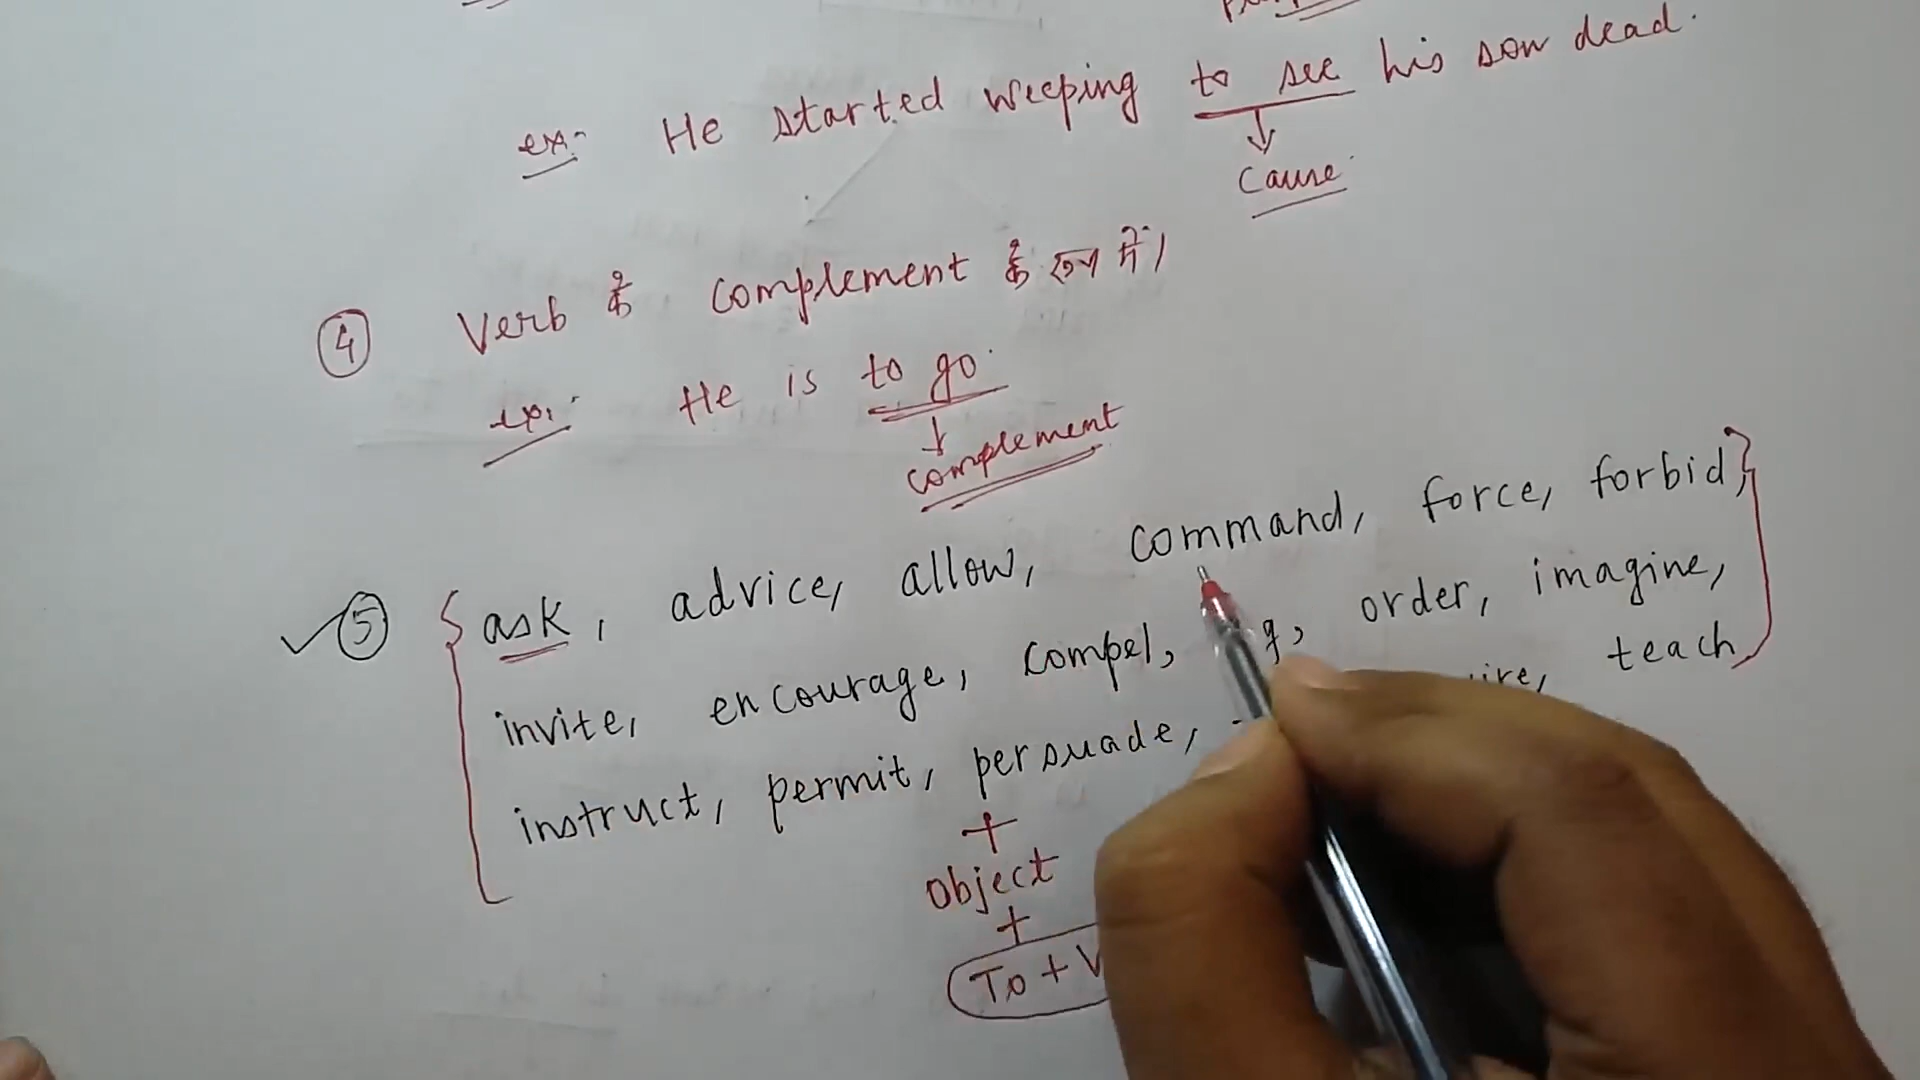 ex:- He started weeping to see his son dead.
cause
④ Verb के complement के रूप में।
ex:- He is to go.
complement
⑤ { ask, advice, allow, command, force, forbid,
invite, encourage, compel, order, imagine,
instruct, permit, persuade, teach }
+
object
+
To + V